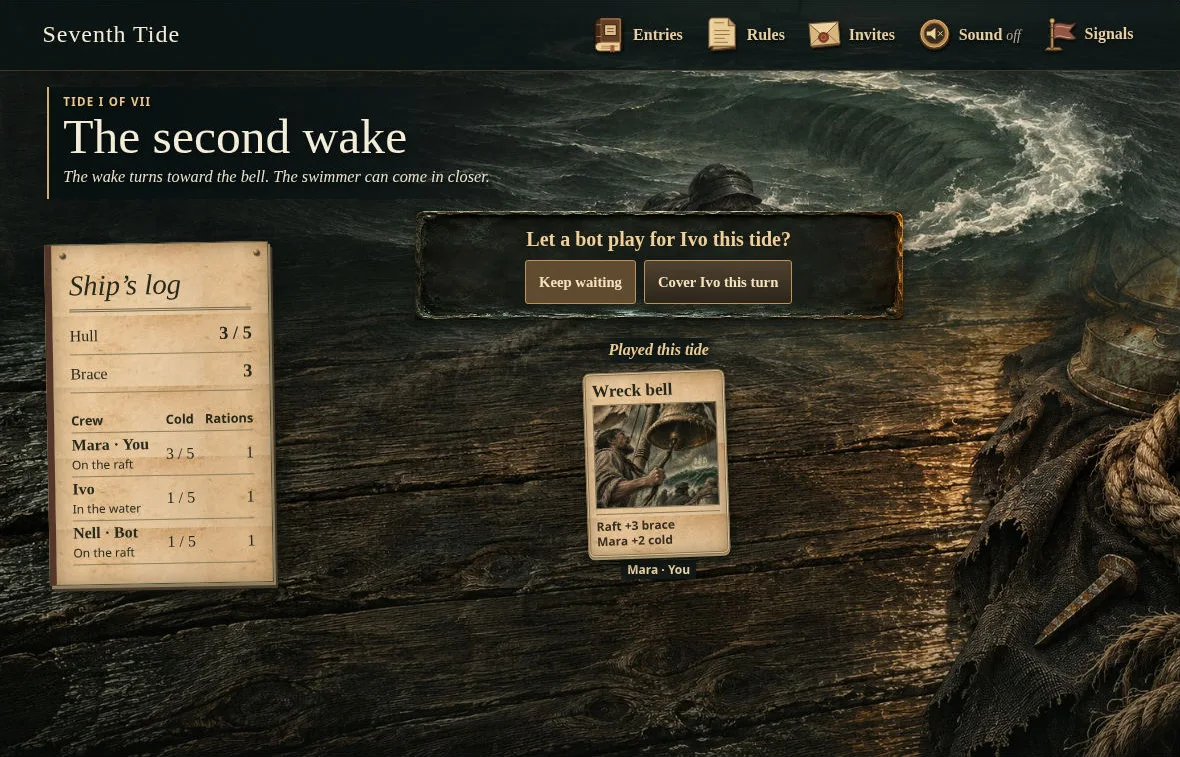 Seventh Tide
Entries
Rules
Invites
Sound off
Signals
TIDE I OF VII
The second wake
The wake turns toward the bell. The swimmer can come in closer.
Let a bot play for Ivo this tide?
Keep waiting
Cover Ivo this turn
Ship's log
Hull 3 / 5
Brace 3
Crew Cold Rations
Mara · You 3 / 5 1
On the raft
Ivo 1 / 5 1
In the water
Nell · Bot 1 / 5 1
On the raft
Played this tide
Wreck bell
Raft +3 brace
Mara +2 cold
Mara · You